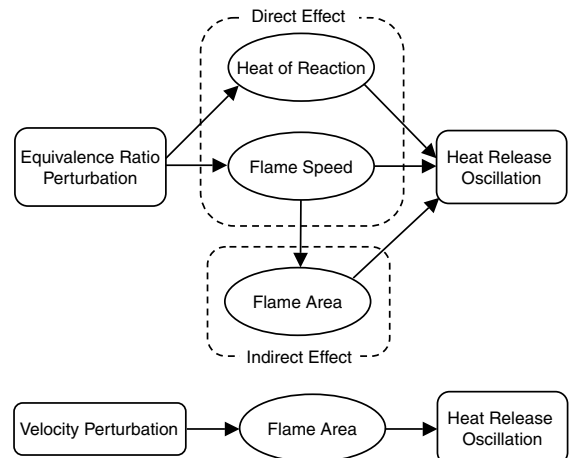 Direct Effect
Heat of Reaction
Equivalence Ratio
Perturbation
Flame Speed
Heat Release
Oscillation
Flame Area
Indirect Effect
Velocity Perturbation
Flame Area
Heat Release
Oscillation